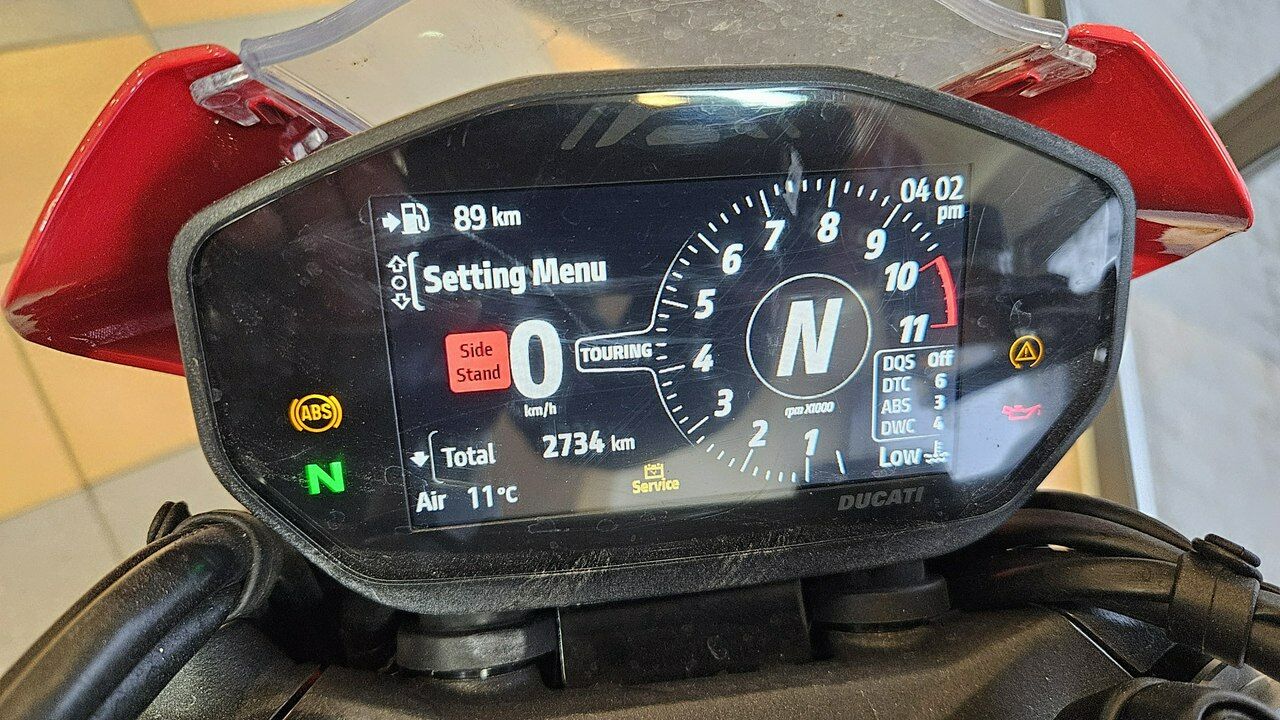 89 km
04 02
pm
Setting Menu
7
8
9
6
10
5
11
4
3
2
1
N
rpm X1000
Side
Stand
0
km/h
TOURING
DQS Off
DTC 6
ABS 3
DWC 4
ABS
N
Total 2734 km
Low
Air 11°C
Service
DUCATI